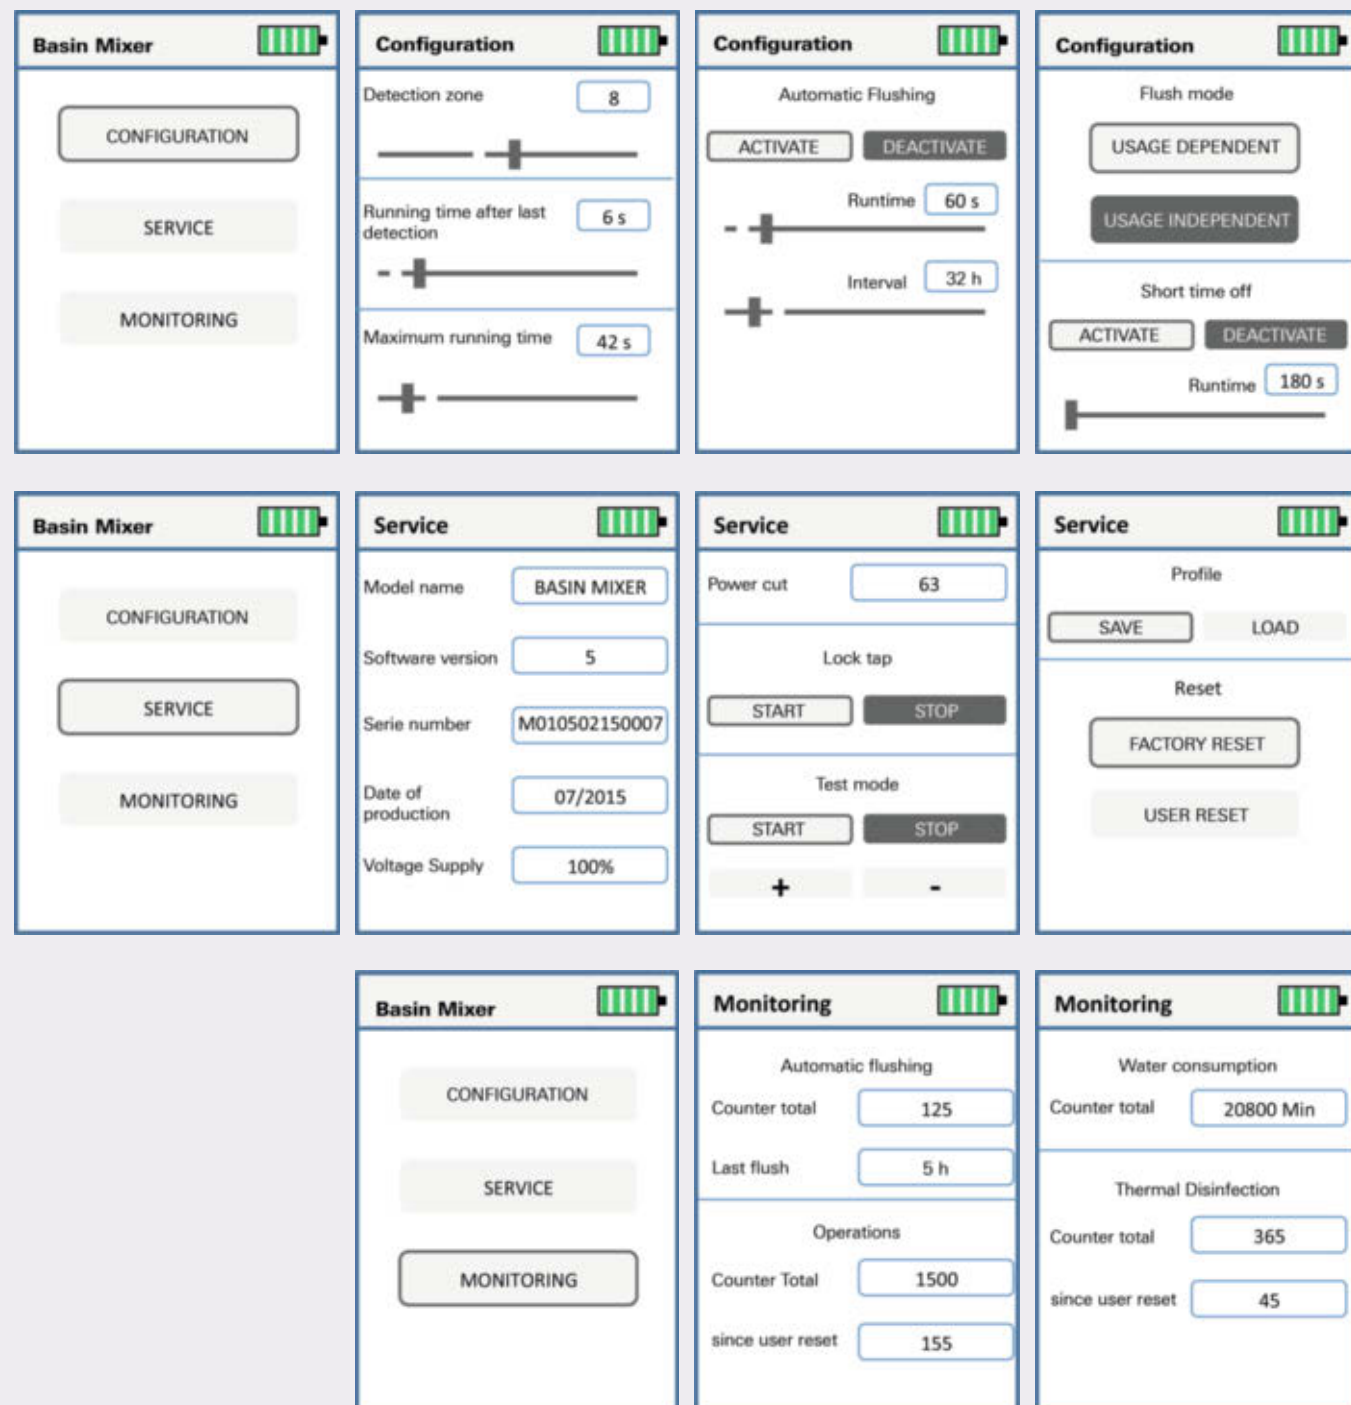 Basin Mixer
CONFIGURATION
SERVICE
MONITORING
Configuration
Detection zone 8
Running time after last
detection
6 s
Maximum running time 42 s
Configuration
Automatic Flushing
ACTIVATE DEACTIVATE
Runtime 60 s
Interval 32 h
Configuration
Flush mode
USAGE DEPENDENT
USAGE INDEPENDENT
Short time off
ACTIVATE DEACTIVATE
Runtime 180 s
Basin Mixer
CONFIGURATION
SERVICE
MONITORING
Service
Model name BASIN MIXER
Software version 5
Serie number M010502150007
Date of
production
07/2015
Voltage Supply 100%
Service
Power cut 63
Lock tap
START STOP
Test mode
START STOP
+ -
Service
Profile
SAVE LOAD
Reset
FACTORY RESET
USER RESET
Basin Mixer
CONFIGURATION
SERVICE
MONITORING
Monitoring
Automatic flushing
Counter total 125
Last flush 5 h
Operations
Counter Total 1500
since user reset 155
Monitoring
Water consumption
Counter total 20800 Min
Thermal Disinfection
Counter total 365
since user reset 45